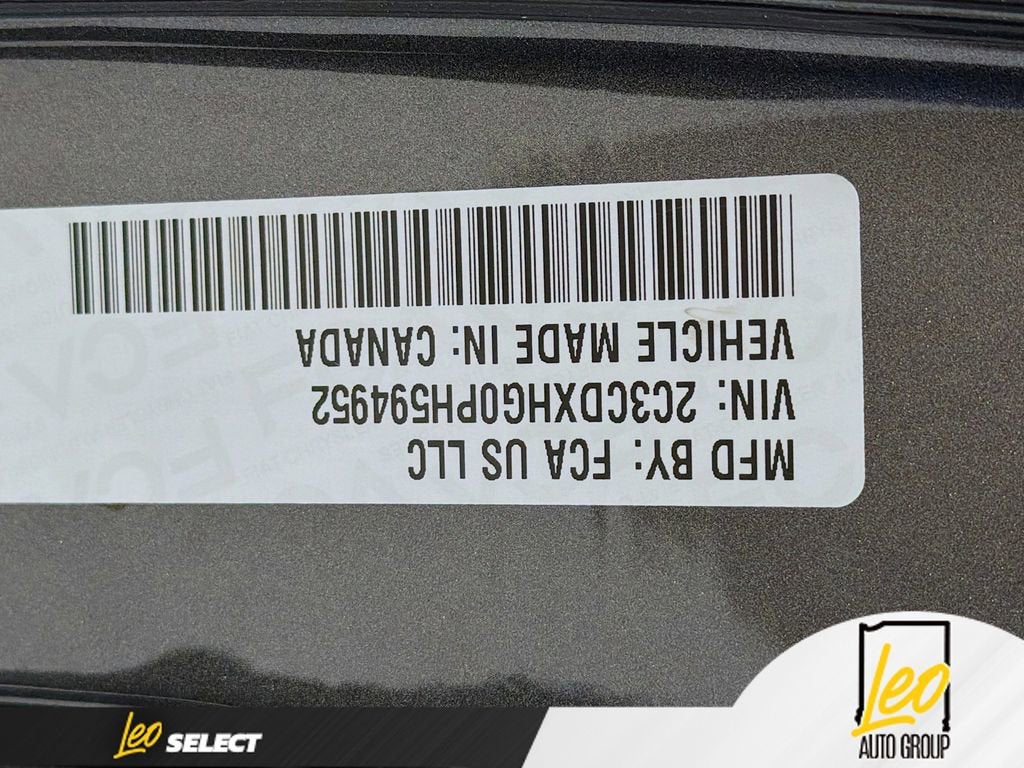 MFD BY: FCA US LLC
VIN: 2C3CDXHG0PH594952
VEHICLE MADE IN: CANADA
Leo SELECT
Leo
AUTO GROUP